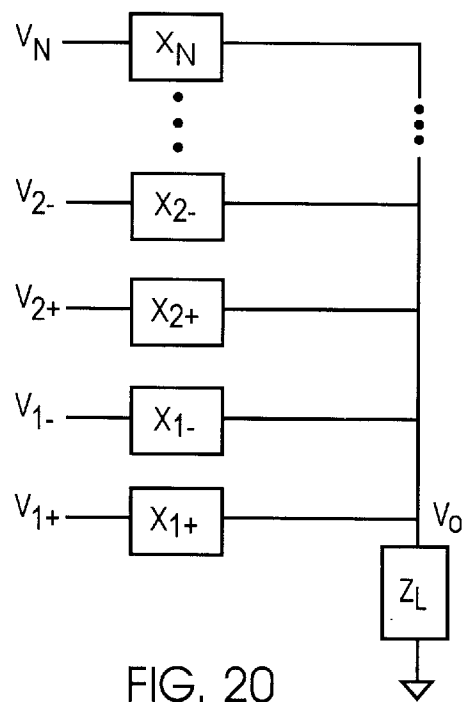 V_N X_N
V_2- X_2-
V_2+ X_2+
V_1- X_1-
V_1+ X_1+ V_o
Z_L
FIG. 20